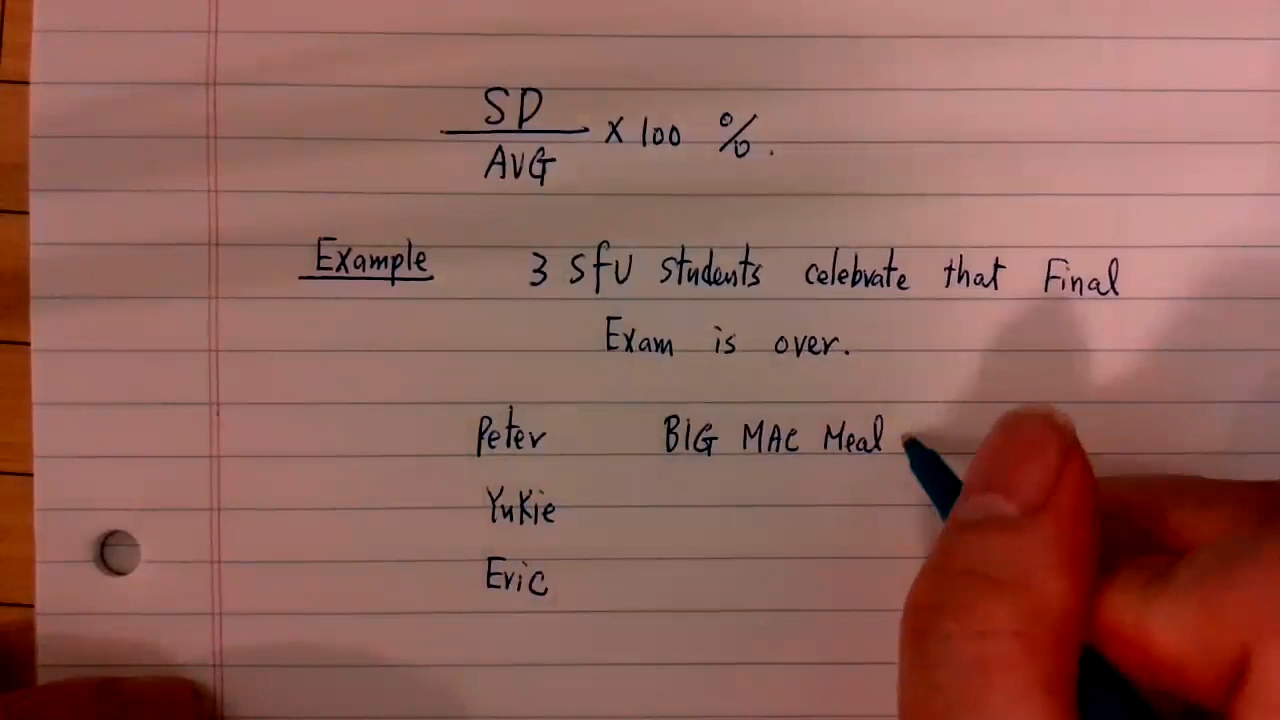 SD
AVG × 100 %.
Example 3 SfU students celebrate that Final
Exam is over.
Peter BIG MAC Meal
Yukie
Eric